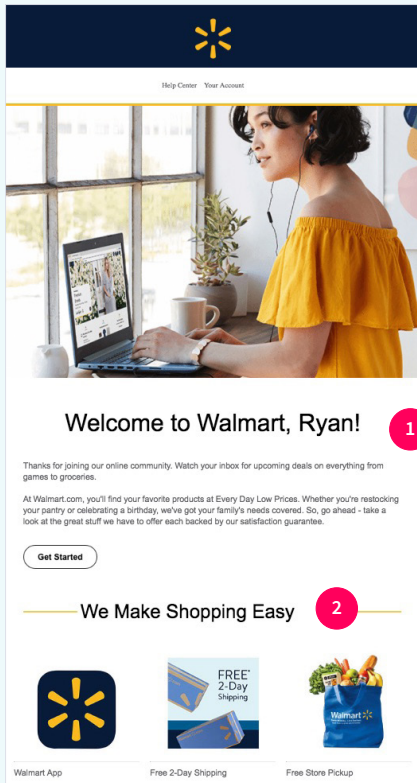 Help Center Your Account
Welcome to Walmart, Ryan!
1
Thanks for joining our online community. Watch your inbox for upcoming deals on everything from
games to groceries.
At Walmart.com, you'll find your favorite products at Every Day Low Prices. Whether you're restocking
your pantry or celebrating a birthday, we've got your family's needs covered. So, go ahead - take a
look at the great stuff we have to offer each backed by our satisfaction guarantee.
Get Started
We Make Shopping Easy
2
FREE*
2-Day
Shipping
Walmart
Walmart App
Free 2-Day Shipping
Free Store Pickup